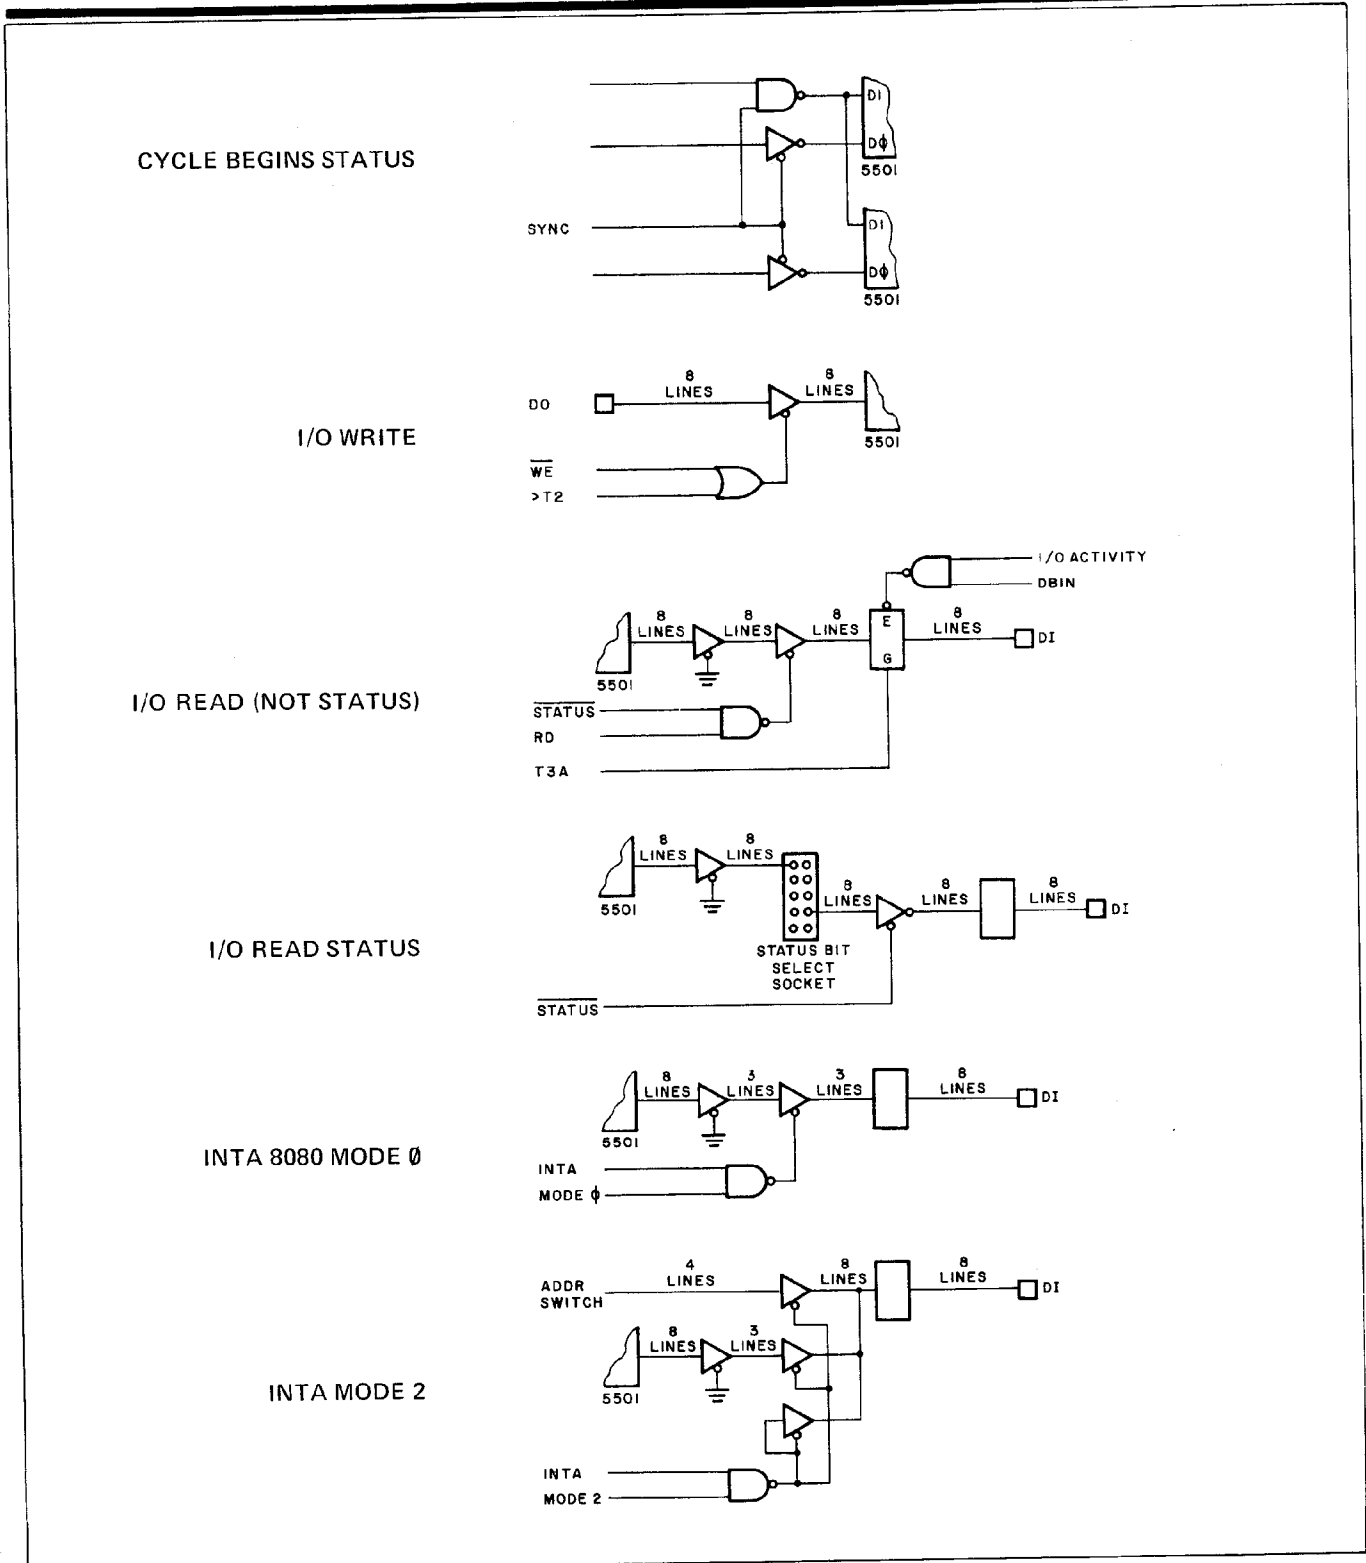 CYCLE BEGINS STATUS
DI
Dϕ
5501
SYNC
DI
Dϕ
5501
I/O WRITE
DO
8
LINES
8
LINES
5501
W̅E̅
>T2
I/O READ (NOT STATUS)
I/O ACTIVITY
DBIN
8
LINES
8
LINES
8
LINES
E
G
8
LINES
DI
5501
S̅T̅A̅T̅U̅S̅
RD
T3A
I/O READ STATUS
8
LINES
8
LINES
8
LINES
8
LINES
8
LINES
DI
5501
STATUS BIT
SELECT
SOCKET
S̅T̅A̅T̅U̅S̅
INTA 8080 MODE Ø
8
LINES
3
LINES
3
LINES
8
LINES
DI
5501
INTA
MODE ϕ
INTA MODE 2
ADDR
SWITCH
4
LINES
8
LINES
8
LINES
DI
8
LINES
3
LINES
5501
INTA
MODE 2